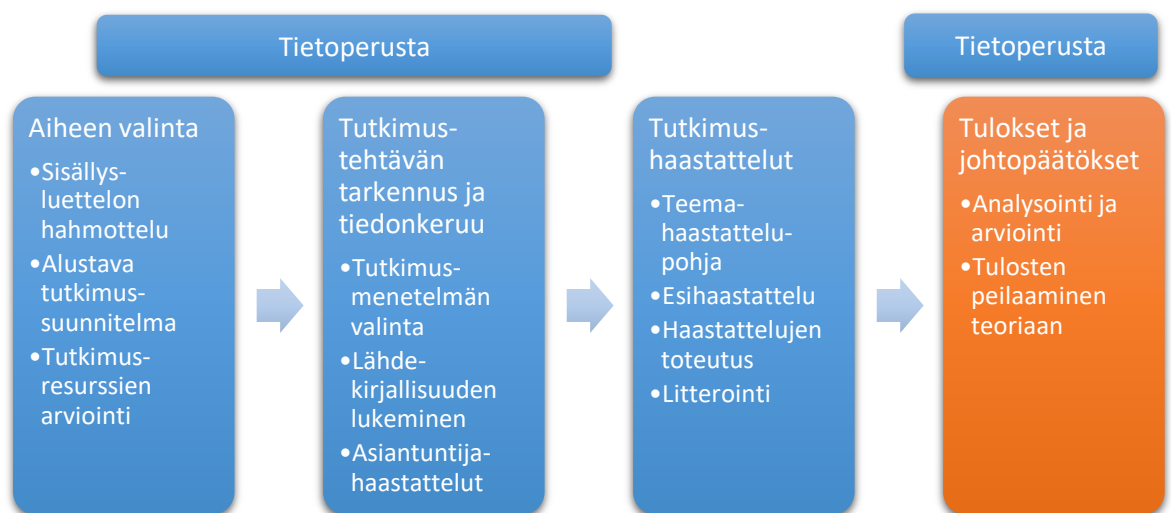 Tietoperusta
Tietoperusta
Aiheen valinta
•Sisällys-
luettelon
hahmottelu
•Alustava
tutkimus-
suunnitelma
•Tutkimus-
resurssien
arviointi
Tutkimus-
tehtävän
tarkennus ja
tiedonkeruu
•Tutkimus-
menetelmän
valinta
•Lähde-
kirjallisuuden
lukeminen
•Asiantuntija-
haastattelut
Tutkimus-
haastattelut
•Teema-
haastattelu-
pohja
•Esihaastattelu
•Haastattelujen
toteutus
•Litterointi
Tulokset ja
johtopäätökset
•Analysointi ja
arviointi
•Tulosten
peilaaminen
teoriaan